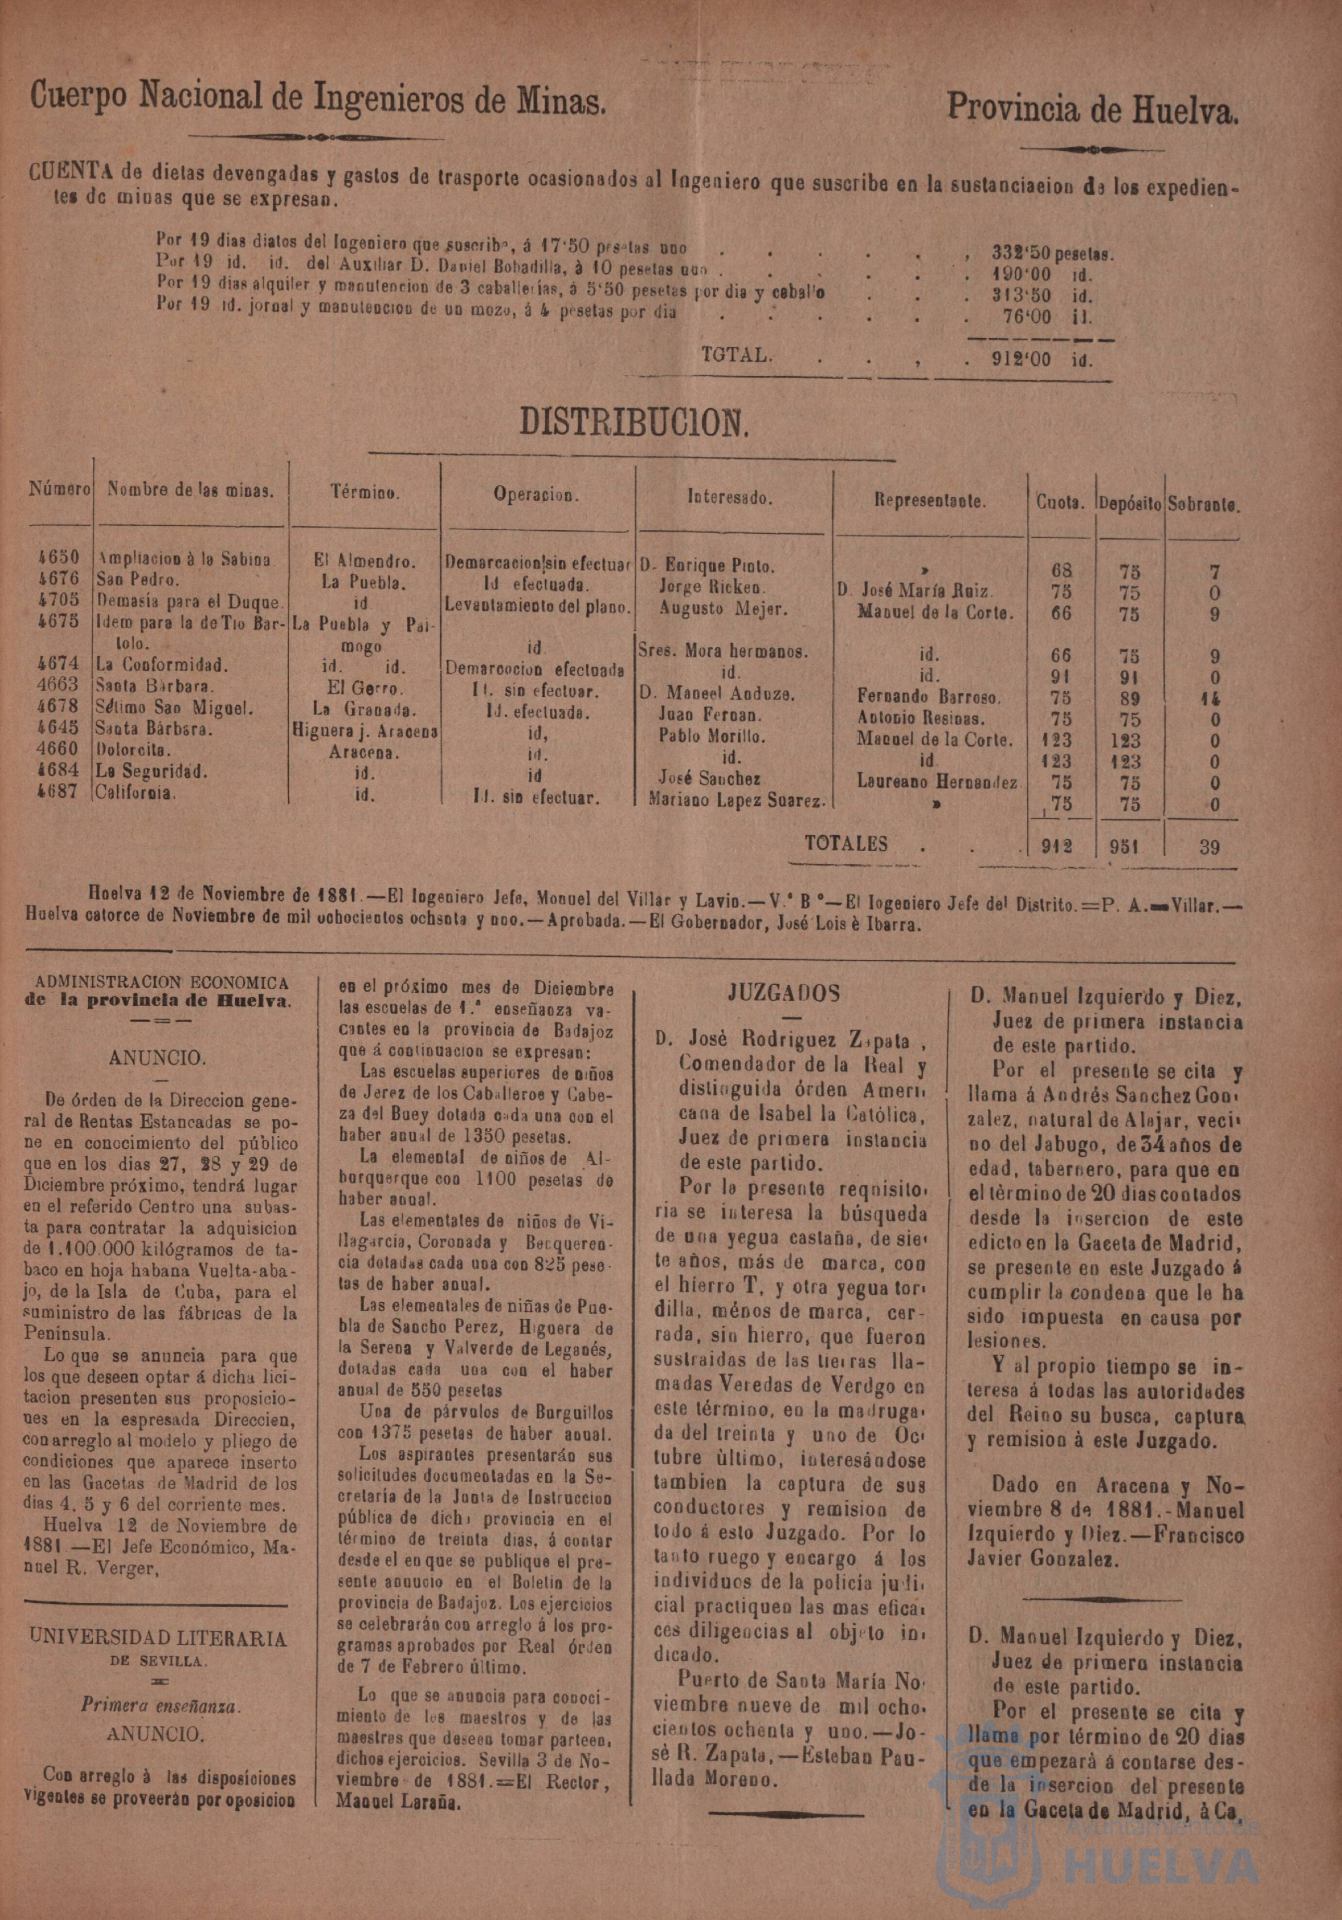 Cuerpo Nacional de Ingenieros de Minas.
Provincia de Huelva.
CUENTA de dietas devengadas y gastos de trasporte ocasionados al Ingeniero que suscribe en la sustanciacion de los expedien-
tes de minas que se expresan.
Por 19 dias diatos del Ingeniero que suscribe, á 17'50 pesetas uno . . . . . , 332'50 pesetas.
Por 19 id. id. del Auxiliar D. Daniel Bobadilla, à 10 pesetas uno . . . . . . 190'00 id.
Por 19 dias alquiler y manutencion de 3 caballerías, á 5'50 pesetas por dia y caballo . . . 313'50 id.
Por 19 id. jornal y manutencion de un mozo, á 4 pesetas por dia . . . . . . 76'00 il.
TGTAL. . . , . 912'00 id.
DISTRIBUCION.
Número Nombre de las minas. Término. Operacion. Interesado. Representante. Cuota. Depósito Sobrante.
4650 Ampliacion à la Sabina. El Almendro. Demarcacion sin efectuar D. Enrique Pinto. » 68 75 7
4676 San Pedro. La Puebla. Id efectuada. Jorge Ricken. D. José María Ruiz. 75 75 0
4705 Demasía para el Duque. id Levantamiento del plano. Augusto Mejer. Manuel de la Corte. 66 75 9
4675 Idem para la de Tio Bar- La Puebla y Pai-
tolo. mogo id. Sres. Mora hermanos. id. 66 75 9
4674 La Conformidad. id. id. Demarcocion efectuada id. id. 91 91 0
4663 Santa Bàrbara. El Gerro. Il. sin efectuar. D. Maneel Anduze. Fernando Barroso. 75 89 14
4678 Sétimo San Miguel. La Granada. Id. efectuada. Juan Fernan. Antonio Resinas. 75 75 0
4645 Santa Bárbara. Higuera j. Aracena id, Pablo Morillo. Manuel de la Corte. 123 123 0
4660 Dolorcita. Aracena. id. id. id 123 123 0
4684 La Seguridad. id. id José Sanchez Laureano Hernandez 75 75 0
4687 California. id. Il. sin efectuar. Mariano Lapez Suarez. » 75 75 0
TOTALES . . . 912 951 39
Huelva 12 de Noviembre de 1881.—El Ingeniero Jefe, Monuel del Villar y Lavin.—V.° B°—El Iogeniero Jefe del Distrito.=P. A.=Villar.—
Huelva catorce de Noviembre de mil vchocientos ochsnta y nno.—Aprobada.—El Gobernador, José Lois è Ibarra.
ADMINISTRACION ECONOMICA
de la provincia de Huelva.
ANUNCIO.
De órden de la Direccion gene-
ral de Rentas Estancadas se po-
ne en conocimiento del público
que en los dias 27, 28 y 29 de
Diciembre próximo, tendrá lugar
en el referido Centro una subas-
ta para contratar la adquisicion
de 1.100.000 kilógramos de ta-
baco en hoja habana Vuelta-aba-
jo, de la Isla de Cuba, para el
suministro de las fábricas de la
Peninsula.
Lo que se anuncia para que
los que deseen optar á dicha lici-
tacion presenten sus proposicio-
nes en la espresada Direccien,
con arreglo al modelo y pliego de
condiciones que aparece inserto
en las Gacetas de Madrid de los
dias 4, 5 y 6 del corriente mes.
Huelva 12 de Noviembre de
1881.—El Jefe Económico, Ma-
nuel R. Verger,
UNIVERSIDAD LITERARIA
DE SEVILLA.
Primera enseñanza.
ANUNCIO.
Con arreglo à las disposiciones
vigentes se proveerán por oposicion
en el próximo mes de Diciembre
las escuelas de 1.ª enseñanza va-
cantes en la provincia de Badajoz
que á continuacion se expresan:
Las escuelas superiores de niños
de Jerez de los Caballeros y Cabe-
za del Buey dotada cada una con el
haber anual de 1350 pesetas.
La elemental de niños de Al-
burquerque con 1100 pesetas de
haber anual.
Las elementales de niños de Vi-
llagarcía, Coronada y Berqueren-
cia dotadas cada una con 825 pese-
tas de haber anual.
Las elementales de niñas de Pue-
bla de Sancho Perez, Higuera de
la Serena y Valverde de Leganés,
dotadas cada una con el haber
anual de 550 pesetas
Una de párvulos de Burguillos
con 1375 pesetas de haber anual.
Los aspirantes presentarán sus
solicitudes documentadas en la Se-
cretaría de la Junta de Instruccion
pública de dich provincia en el
término de treinta dias, á contar
desde el en que se publique el pre-
sente anuucio en el Boletin de la
provincia de Badajoz. Los ejercicios
se celebrarán con arreglo á los pro-
gramas aprobados por Real órden
de 7 de Febrero último.
Lo que se anuncia para conoci-
miento de los maestros y de las
maestras que deseen tomar parteen,
dichos ejercicios. Sevilla 3 de No-
viembre de 1881.=El Rector,
Manuel Laraña.
JUZGADOS
D. Josè Rodriguez Zapata,
Comendador de la Real y
distinguida órden Ameri
cana de Isabel la Católica,
Juez de primera instancia
de este partido.
Por la presente requisito-
ria se interesa la búsqueda
de una yegua castaña, de sie-
te años, más de marca, con
el hierro T, y otra yegua tor-
dilla, ménos de marca, cer-
rada, sin hierro, que fueron
sustraidas de las tierras lla-
madas Veredas de Verdgo en
este término, en la madruga-
da del treinta y uno de Oc-
tubre ùltimo, interesándose
tambien la captura de sus
conductores y remision de
todo á esto Juzgado. Por lo
tanto ruego y encargo á los
individuos de la policía judi-
cial practiquen las mas efica-
ces diligencias al objeto in-
dicado.
Puerto de Santa María No-
viembre nueve de mil ocho-
cientos ochenta y uno.—Jo-
sè R. Zapata,—Esteban Pau-
llada Moreno.
D. Manuel Izquierdo y Diez,
Juez de primera instancia
de este partido.
Por el presente se cita y
llama á Andrés Sanchez Gon-
zalez, natural de Alajar, veci-
no del Jabugo, de 34 años de
edad, tabernero, para que en
el tèrmino de 20 dias contados
desde la insercion de este
edicto en la Gaceta de Madrid,
se presente en este Juzgado á
cumplir la condena que le ha
sido impuesta en causa por
lesiones.
Y al propio tiempo se in-
teresa á todas las autoridades
del Reino su busca, captura
y remision à este Juzgado.
Dado en Aracena y No-
viembre 8 de 1881.-Manuel
Izquierdo y Diez.—Francisco
Javier Gonzalez.
D. Manuel Izquierdo y Diez,
Juez de primera instancia
de este partido.
Por el presente se cita y
llama por término de 20 dias
que empezará á contarse des-
de la insercion del presente
en la Gaceta de Madrid, à Ca,
Ayuntamiento de
HUELVA